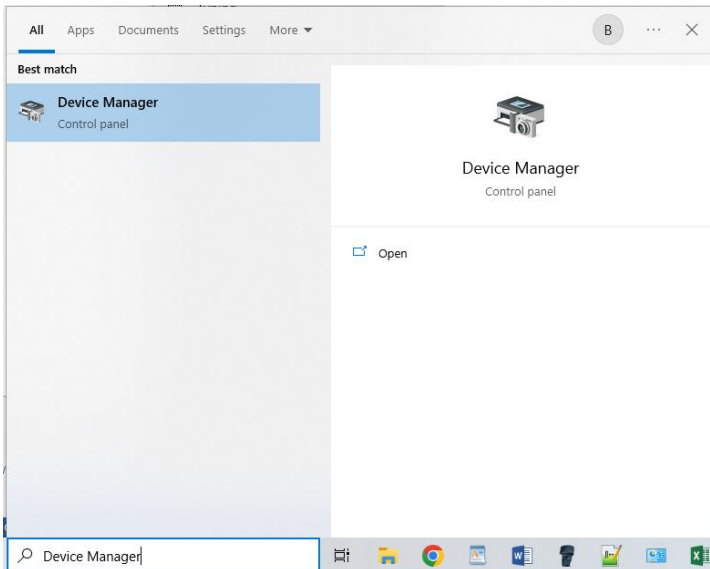 All Apps Documents Settings More
B
Best match
Device Manager
Control panel
Device Manager
Control panel
Open
Device Manager